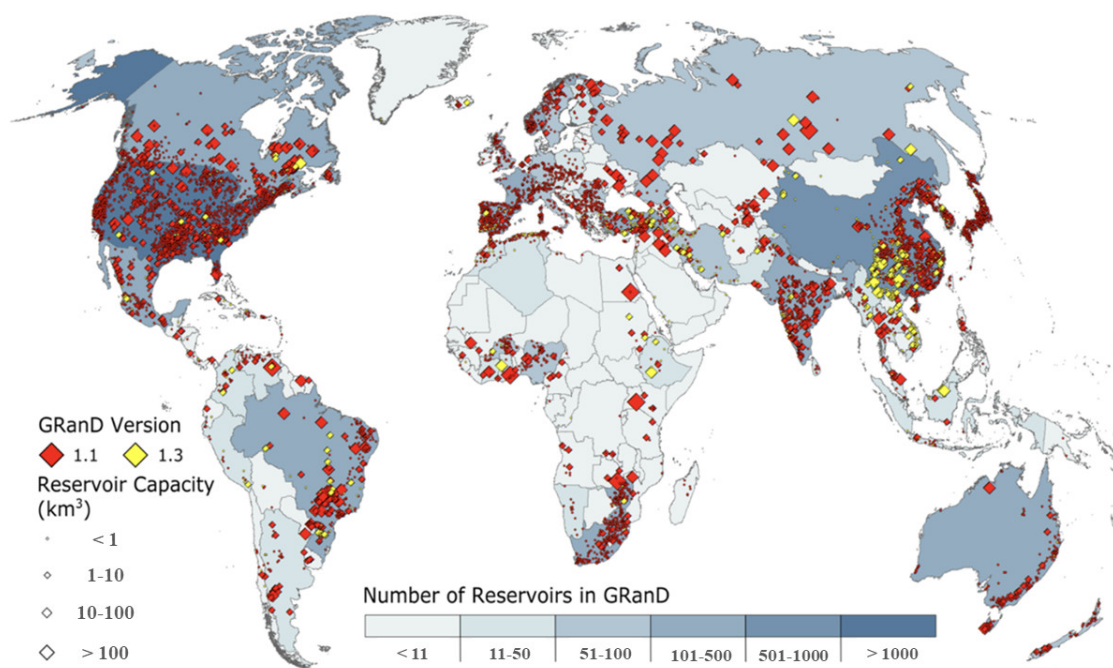 GRanD Version
1.1 1.3
Reservoir Capacity
(km³)
< 1
1-10
10-100
> 100
Number of Reservoirs in GRanD
< 11 11-50 51-100 101-500 501-1000 > 1000